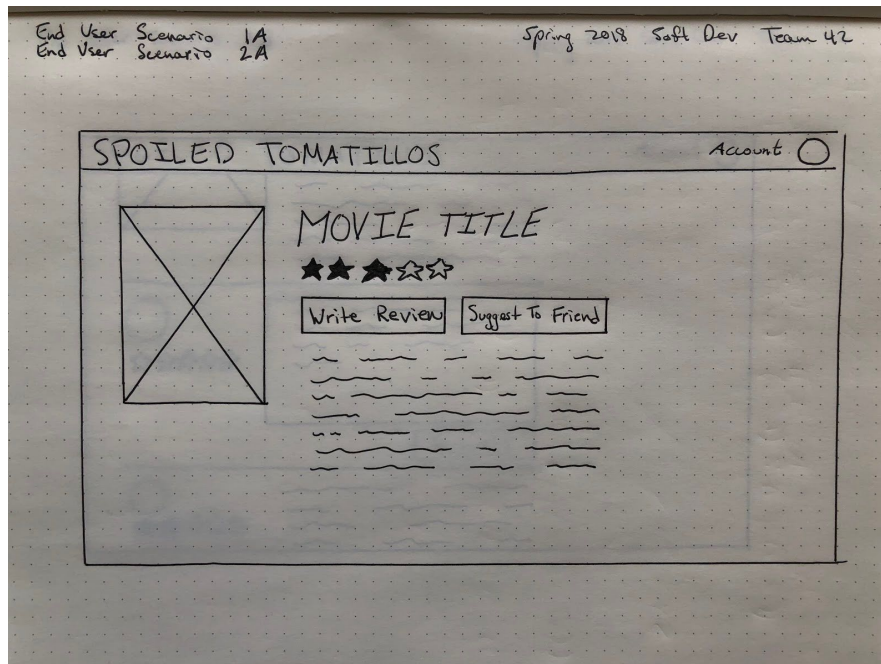 End User Scenario 1A
End User Scenario 2A
Spring 2018 Soft Dev Team 42
SPOILED TOMATILLOS
Account
MOVIE TITLE
Write Review
Suggest To Friend